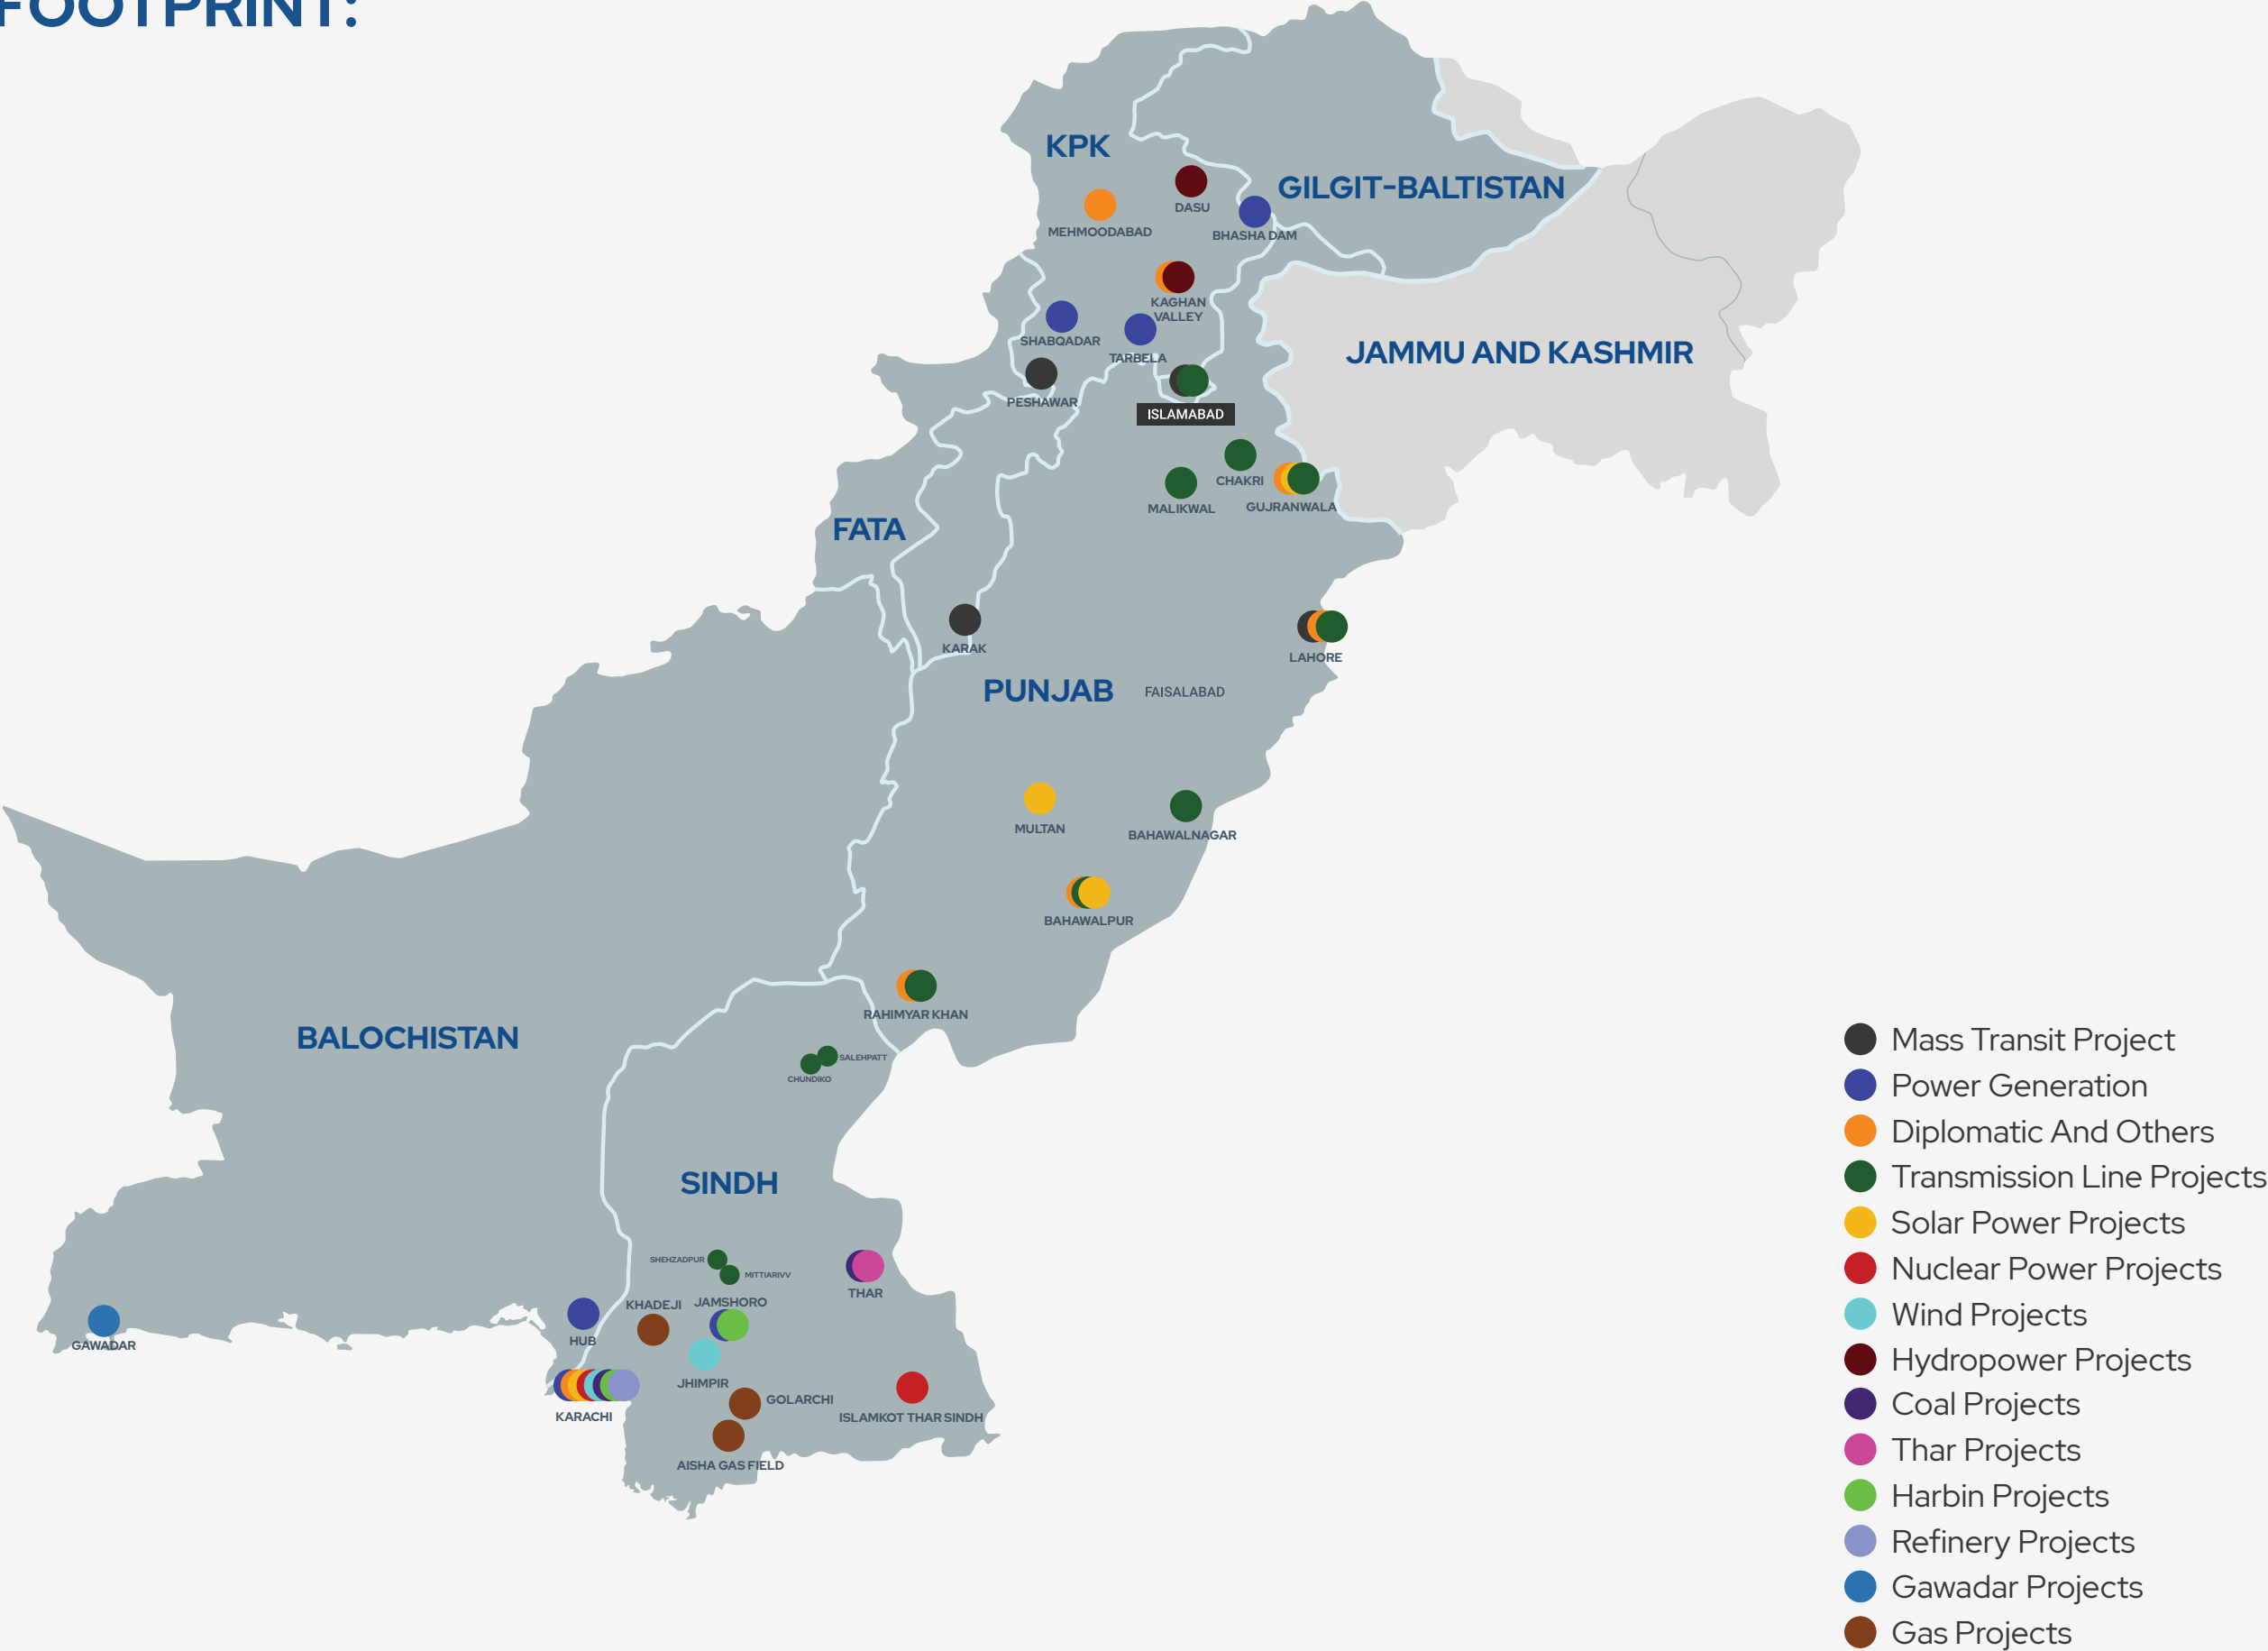 FOOTPRINT:
KPK
GILGIT-BALTISTAN
DASU
MEHMOODABAD
BHASHA DAM
KAGHAN
VALLEY
SHABQADAR
TARBELA
JAMMU AND KASHMIR
PESHAWAR
ISLAMABAD
CHAKRI
MALIKWAL
GUJRANWALA
FATA
KARAK
LAHORE
PUNJAB
FAISALABAD
MULTAN
BAHAWALNAGAR
BAHAWALPUR
RAHIMYAR KHAN
BALOCHISTAN
SALEHPATT
CHUNDIKO
SINDH
SHEHZADPUR
MITTIARIVV
THAR
KHADEJI
JAMSHORO
HUB
GAWADAR
JHIMPIR
GOLARCHI
KARACHI
ISLAMKOT THAR SINDH
AISHA GAS FIELD
Mass Transit Project
Power Generation
Diplomatic And Others
Transmission Line Projects
Solar Power Projects
Nuclear Power Projects
Wind Projects
Hydropower Projects
Coal Projects
Thar Projects
Harbin Projects
Refinery Projects
Gawadar Projects
Gas Projects